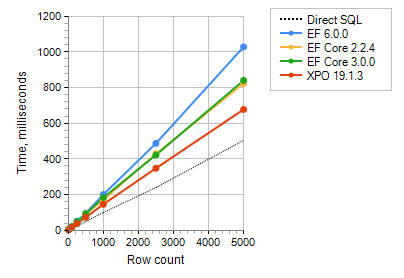 1200
1000
800
600
400
200
0
Time, milliseconds
0
1000
2000
3000
4000
5000
Row count
Direct SQL
EF 6.0.0
EF Core 2.2.4
EF Core 3.0.0
XPO 19.1.3